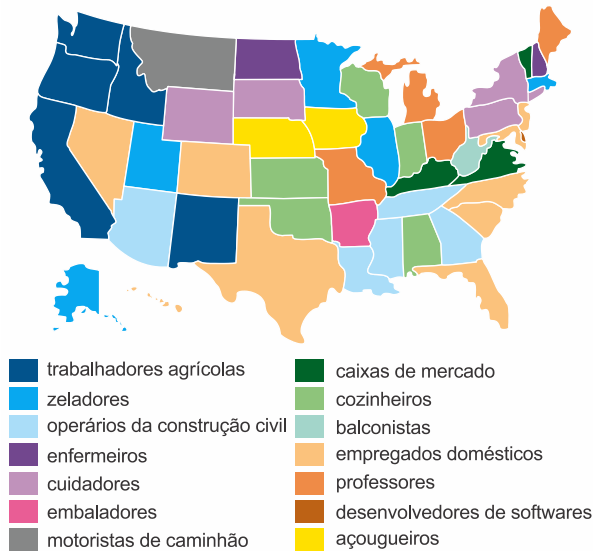 trabalhadores agrícolas
zeladores
operários da construção civil
enfermeiros
cuidadores
embaladores
motoristas de caminhão
caixas de mercado
cozinheiros
balconistas
empregados domésticos
professores
desenvolvedores de softwares
açougueiros